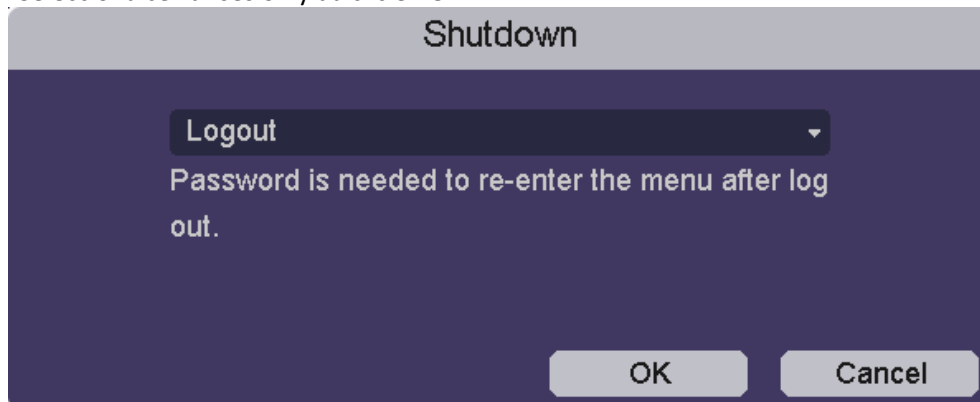 Shutdown
Logout
Password is needed to re-enter the menu after log
out.
OK
Cancel